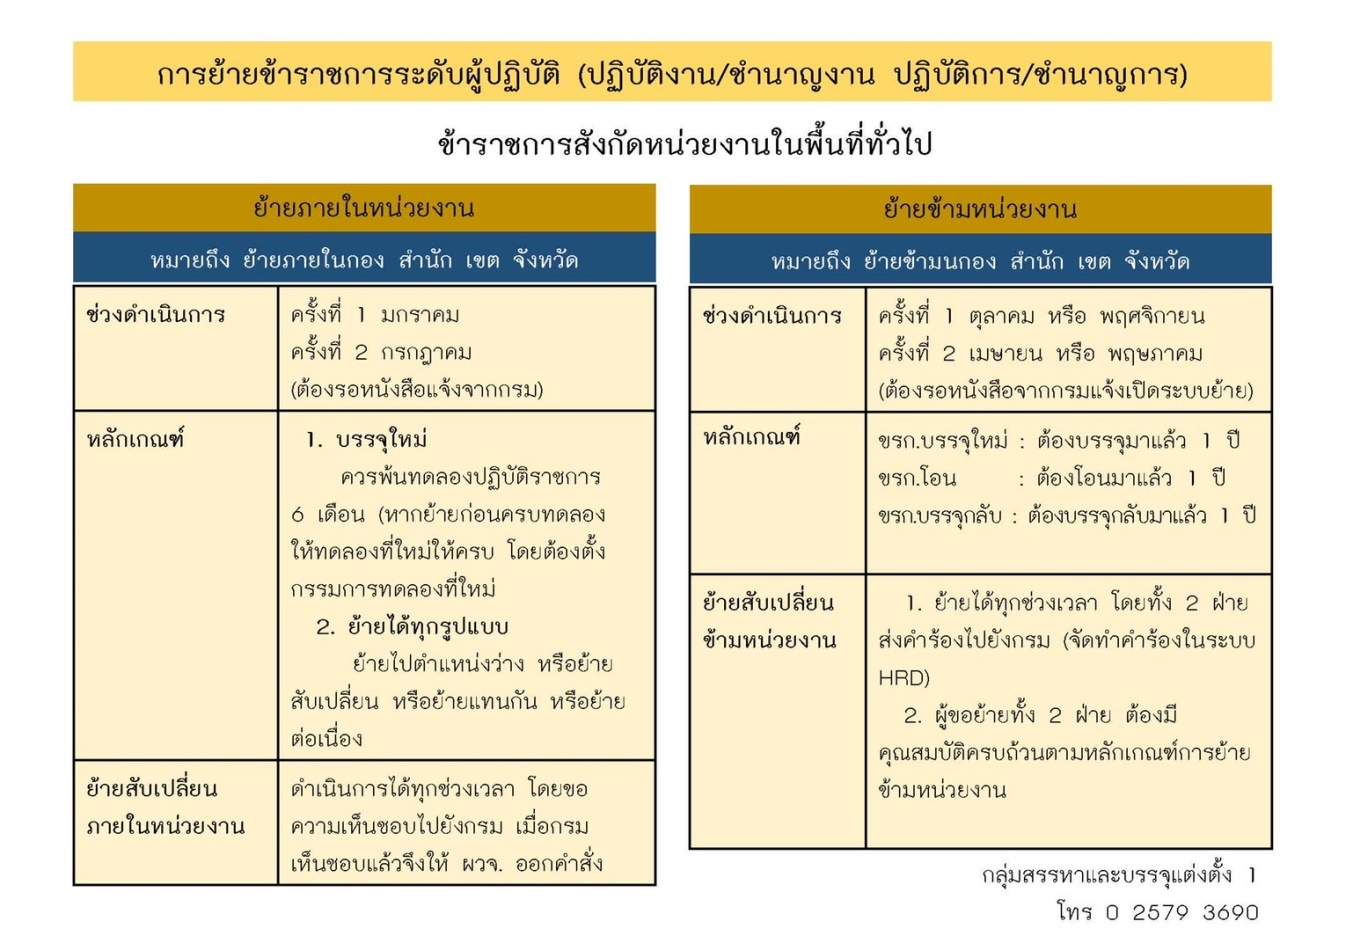 การย้ายข้าราชการระดับผู้ปฏิบัติ (ปฏิบัติงาน/ชำนาญงาน ปฏิบัติการ/ชำนาญการ)
ข้าราชการสังกัดหน่วยงานในพื้นที่ทั่วไป
ย้ายภายในหน่วยงาน
หมายถึง ย้ายภายในกอง สำนัก เขต จังหวัด
ช่วงดำเนินการ
ครั้งที่ 1 มกราคม
ครั้งที่ 2 กรกฎาคม
(ต้องรอหนังสือแจ้งจากกรม)
หลักเกณฑ์
1. บรรจุใหม่
ควรพ้นทดลองปฏิบัติราชการ
6 เดือน (หากย้ายก่อนครบทดลอง
ให้ทดลองที่ใหม่ให้ครบ โดยต้องตั้ง
กรรมการทดลองที่ใหม่
2. ย้ายได้ทุกรูปแบบ
ย้ายไปตำแหน่งว่าง หรือย้าย
สับเปลี่ยน หรือย้ายแทนกัน หรือย้าย
ต่อเนื่อง
ย้ายสับเปลี่ยน
ภายในหน่วยงาน
ดำเนินการได้ทุกช่วงเวลา โดยขอ
ความเห็นชอบไปยังกรม เมื่อกรม
เห็นชอบแล้วจึงให้ ผวจ. ออกคำสั่ง
ย้ายข้ามหน่วยงาน
หมายถึง ย้ายข้ามนกอง สำนัก เขต จังหวัด
ช่วงดำเนินการ
ครั้งที่ 1 ตุลาคม หรือ พฤศจิกายน
ครั้งที่ 2 เมษายน หรือ พฤษภาคม
(ต้องรอหนังสือจากกรมแจ้งเปิดระบบย้าย)
หลักเกณฑ์
ขรก.บรรจุใหม่ : ต้องบรรจุมาแล้ว 1 ปี
ขรก.โอน : ต้องโอนมาแล้ว 1 ปี
ขรก.บรรจุกลับ : ต้องบรรจุกลับมาแล้ว 1 ปี
ย้ายสับเปลี่ยน
ข้ามหน่วยงาน
1. ย้ายได้ทุกช่วงเวลา โดยทั้ง 2 ฝ่าย
ส่งคำร้องไปยังกรม (จัดทำคำร้องในระบบ
HRD)
2. ผู้ขอย้ายทั้ง 2 ฝ่าย ต้องมี
คุณสมบัติครบถ้วนตามหลักเกณฑ์การย้าย
ข้ามหน่วยงาน
กลุ่มสรรหาและบรรจุแต่งตั้ง 1
โทร 0 2579 3690